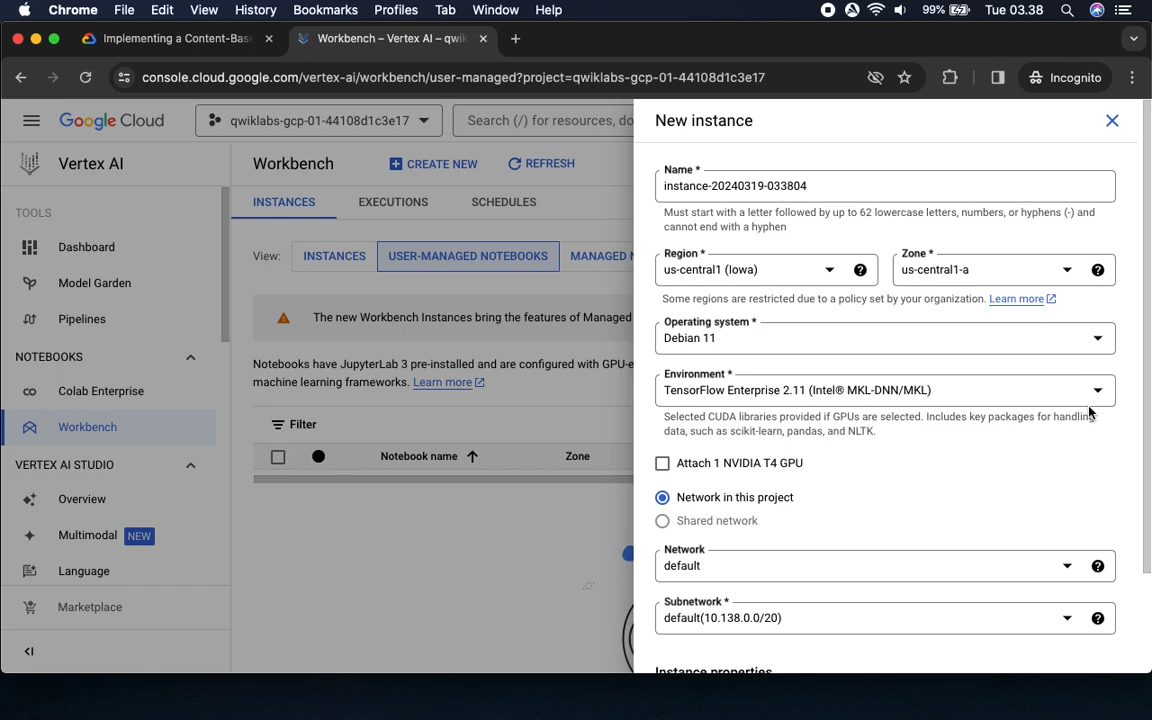 Chrome File Edit View History Bookmarks Profiles Tab Window Help 99% Tue 03.38
Implementing a Content-Base
Workbench – Vertex AI – qwik
console.cloud.google.com/vertex-ai/workbench/user-managed?project=qwiklabs-gcp-01-44108d1c3e17
Incognito
Google Cloud
qwiklabs-gcp-01-44108d1c3e17
Search (/) for resources, do
Vertex AI
TOOLS
Dashboard
Model Garden
Pipelines
NOTEBOOKS
Colab Enterprise
Workbench
VERTEX AI STUDIO
Overview
Multimodal NEW
Language
Marketplace
Workbench
CREATE NEW
REFRESH
INSTANCES EXECUTIONS SCHEDULES
View: INSTANCES USER-MANAGED NOTEBOOKS MANAGED N
The new Workbench Instances bring the features of Managed
Notebooks have JupyterLab 3 pre-installed and are configured with GPU-e
machine learning frameworks. Learn more
Filter
Notebook name Zone
New instance
Name *
instance-20240319-033804
Must start with a letter followed by up to 62 lowercase letters, numbers, or hyphens (-) and
cannot end with a hyphen
Region *
us-central1 (Iowa)
Zone *
us-central1-a
Some regions are restricted due to a policy set by your organization. Learn more
Operating system *
Debian 11
Environment *
TensorFlow Enterprise 2.11 (Intel® MKL-DNN/MKL)
Selected CUDA libraries provided if GPUs are selected. Includes key packages for handling
data, such as scikit-learn, pandas, and NLTK.
Attach 1 NVIDIA T4 GPU
Network in this project
Shared network
Network
default
Subnetwork *
default(10.138.0.0/20)
Instance properties